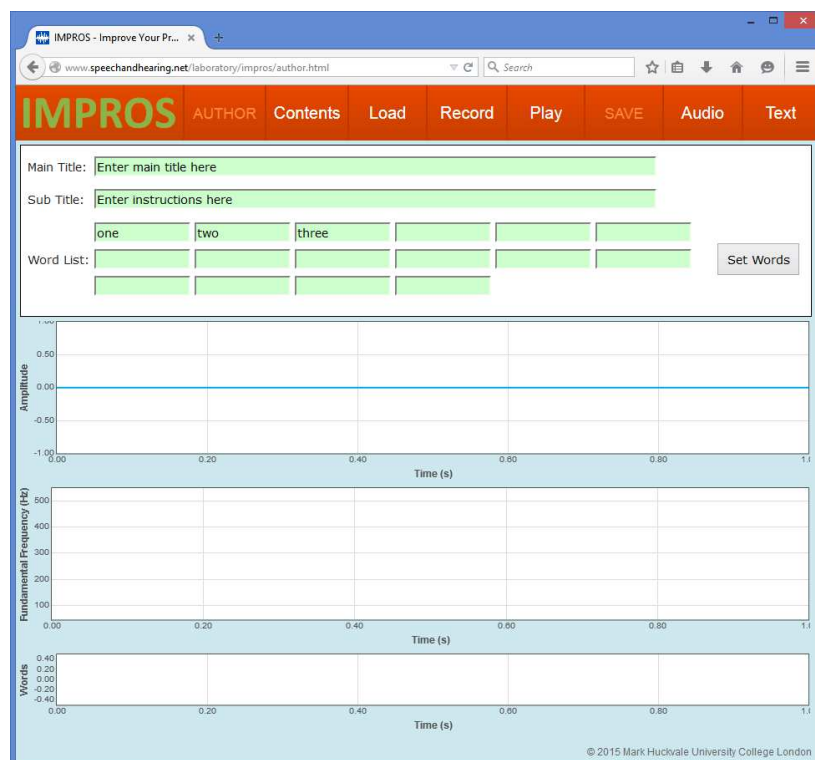 IMPROS - Improve Your Pr...
www.speechandhearing.net/laboratory/impros/author.html
Search
IMPROS AUTHOR Contents Load Record Play SAVE Audio Text
Main Title: Enter main title here
Sub Title: Enter instructions here
one two three
Word List: Set Words
1.00
0.50
0.00
-0.50
-1.00
Amplitude
0.00 0.20 0.40 0.60 0.80 1.(
Time (s)
500
400
300
200
100
Fundamental Frequency (Hz)
0.00 0.20 0.40 0.60 0.80 1.(
Time (s)
0.40
0.20
0.00
-0.20
-0.40
Words
0.00 0.20 0.40 0.60 0.80 1.(
Time (s)
© 2015 Mark Huckvale University College London